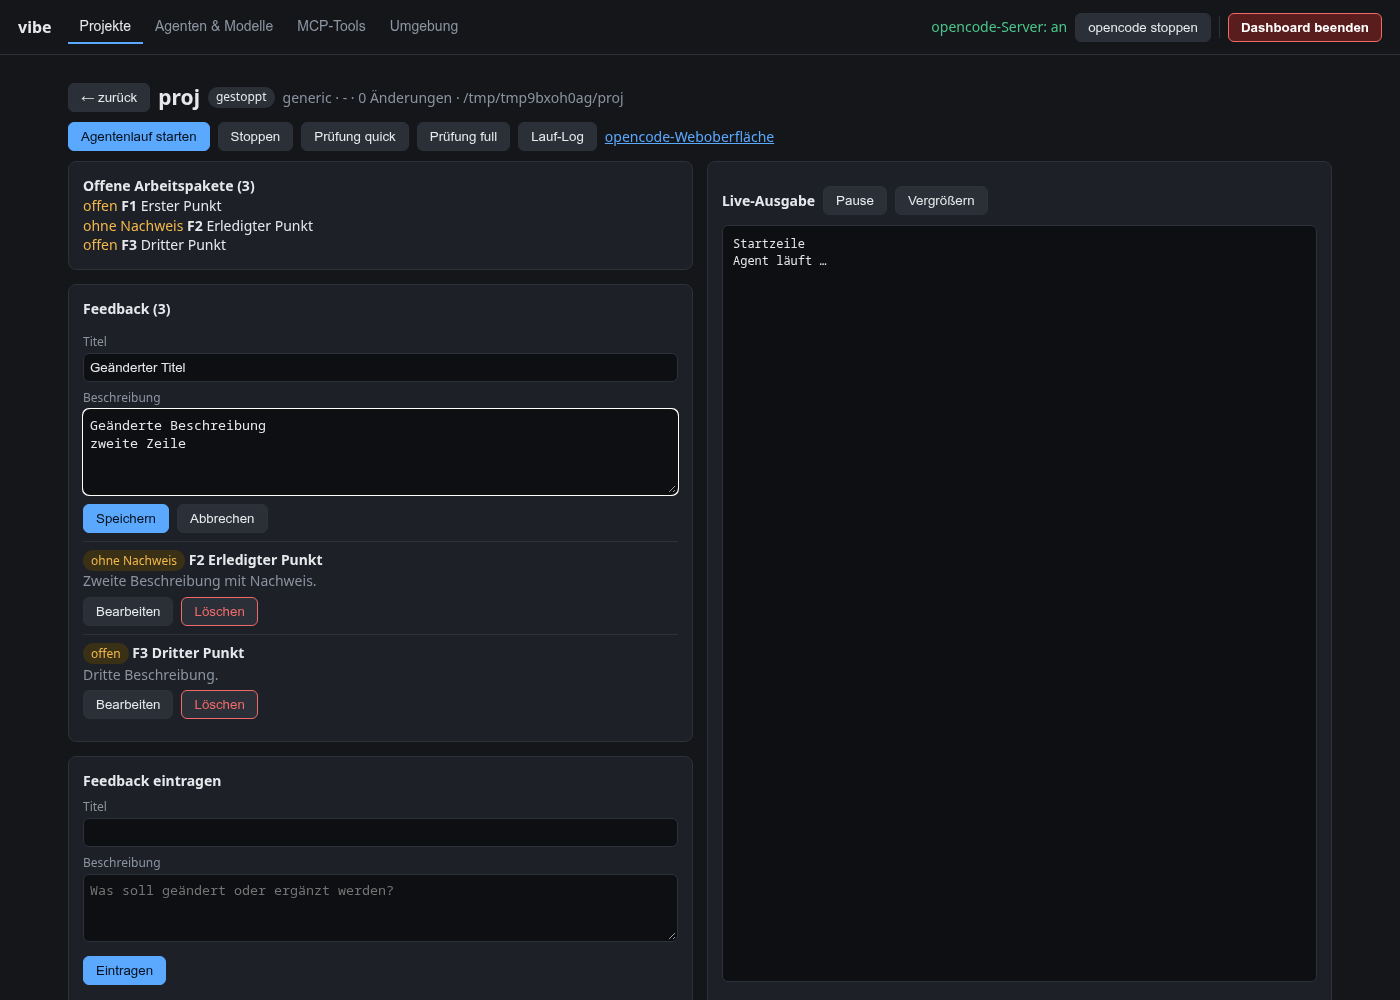 vibe Projekte Agenten & Modelle MCP-Tools Umgebung opencode-Server: an opencode stoppen Dashboard beenden
← zurück proj gestoppt generic · - · 0 Änderungen · /tmp/tmp9bxoh0ag/proj
Agentenlauf starten Stoppen Prüfung quick Prüfung full Lauf-Log opencode-Weboberfläche
Offene Arbeitspakete (3)
offen F1 Erster Punkt
ohne Nachweis F2 Erledigter Punkt
offen F3 Dritter Punkt
Feedback (3)
Titel
Geänderter Titel
Beschreibung
Geänderte Beschreibung
zweite Zeile
Speichern Abbrechen
ohne Nachweis F2 Erledigter Punkt
Zweite Beschreibung mit Nachweis.
Bearbeiten Löschen
offen F3 Dritter Punkt
Dritte Beschreibung.
Bearbeiten Löschen
Feedback eintragen
Titel
Beschreibung
Was soll geändert oder ergänzt werden?
Eintragen
Live-Ausgabe Pause Vergrößern
Startzeile
Agent läuft …